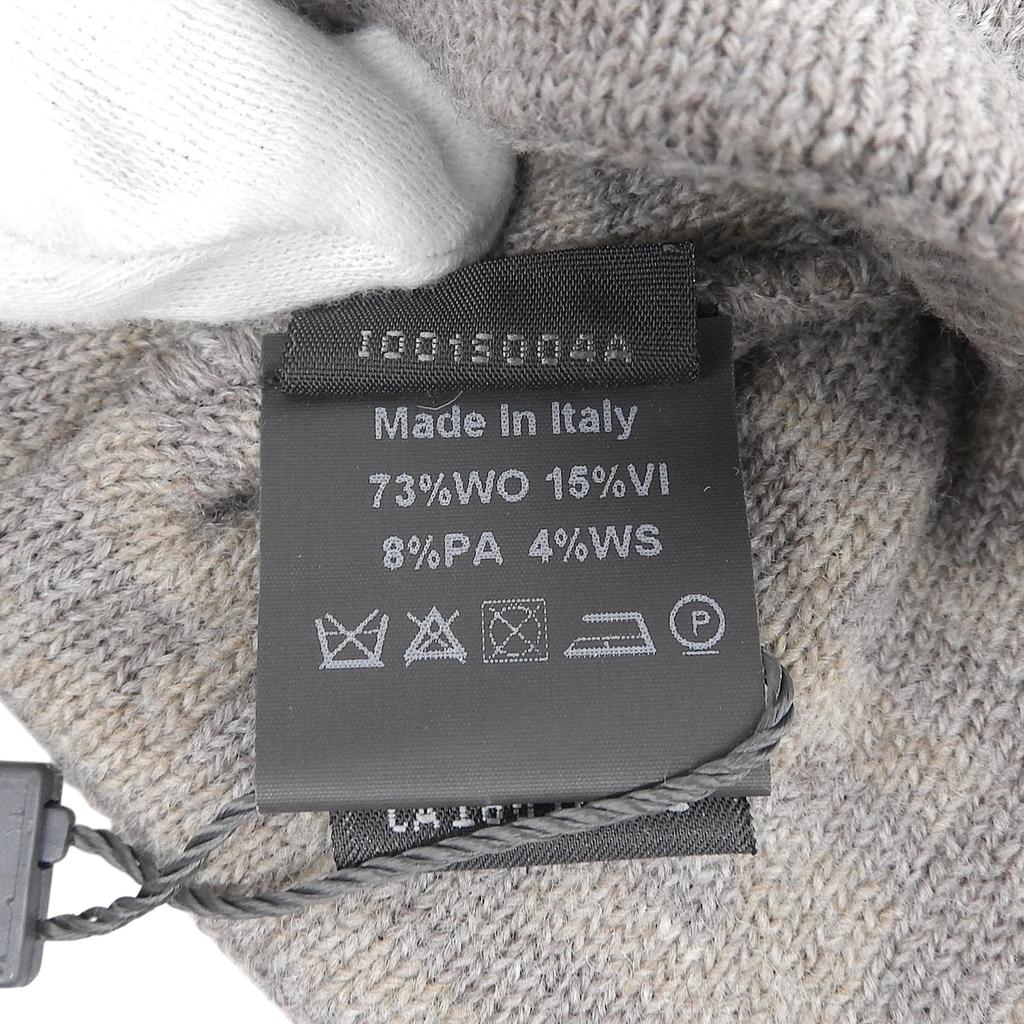 I0013004A
Made In Italy
73%WO 15%VI
8%PA 4%WS
P